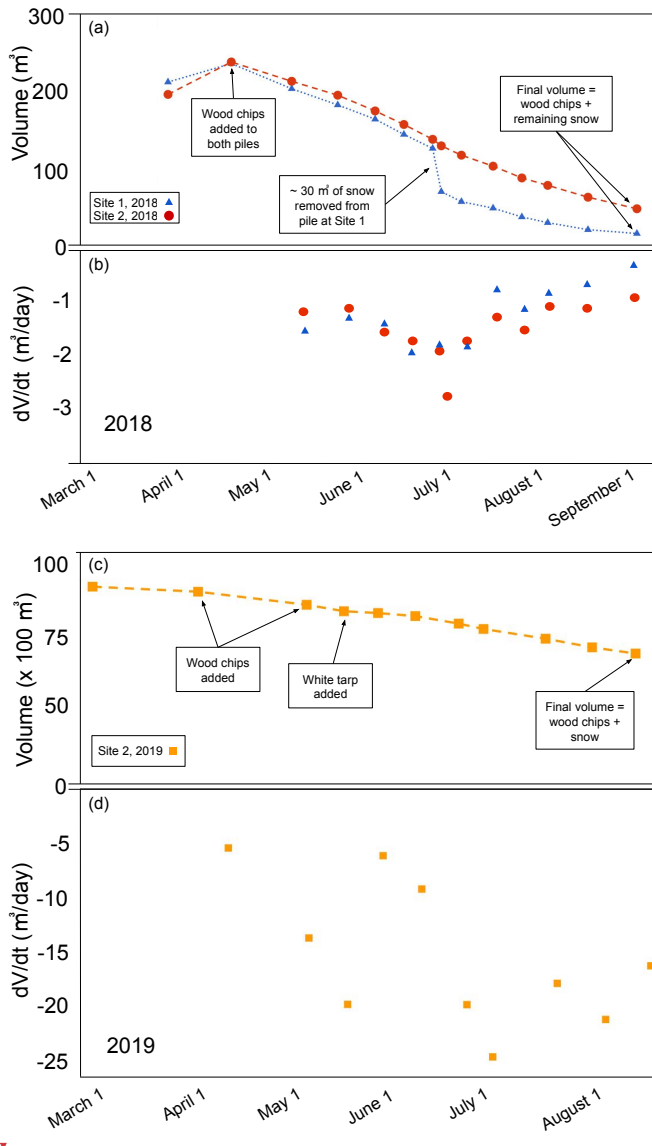 (a)
300
200
100
0
Volume (m³)
Wood chips
added to
both piles
Final volume =
wood chips +
remaining snow
~ 30 m³ of snow
removed from
pile at Site 1
Site 1, 2018
Site 2, 2018
(b)
-1
-2
-3
dV/dt (m³/day)
2018
March 1
April 1
May 1
June 1
July 1
August 1
September 1
(c)
100
75
50
0
Volume (x 100 m³)
Wood chips
added
White tarp
added
Final volume =
wood chips +
snow
Site 2, 2019
(d)
-5
-10
-15
-20
-25
dV/dt (m³/day)
2019
March 1
April 1
May 1
June 1
July 1
August 1